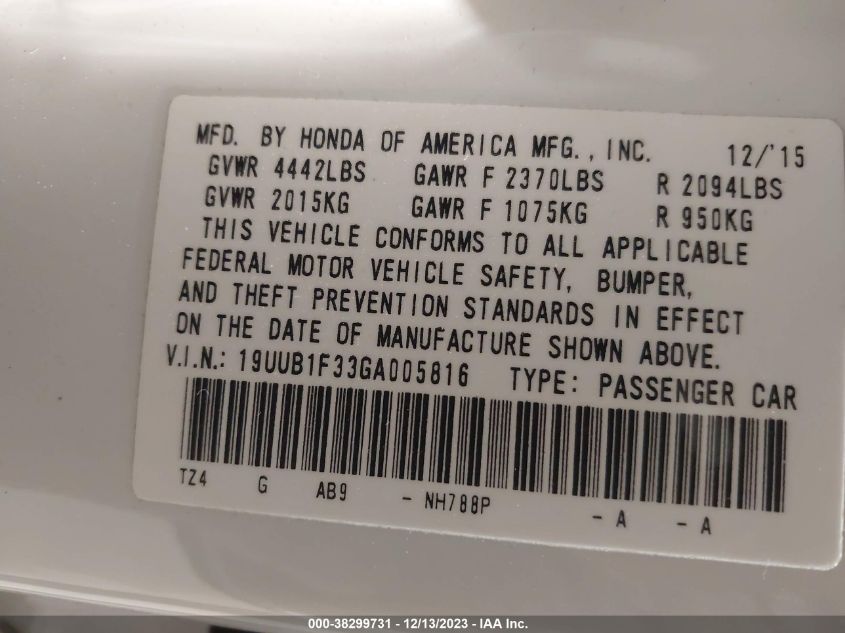 MFD. BY HONDA OF AMERICA MFG., INC. 12/'15
GVWR 4442LBS GAWR F 2370LBS R 2094LBS
GVWR 2015KG GAWR F 1075KG R 950KG
THIS VEHICLE CONFORMS TO ALL APPLICABLE
FEDERAL MOTOR VEHICLE SAFETY, BUMPER,
AND THEFT PREVENTION STANDARDS IN EFFECT
ON THE DATE OF MANUFACTURE SHOWN ABOVE.
V.I.N.: 19UUB1F33GA005816 TYPE: PASSENGER CAR
TZ4 G AB9 - NH788P - A - A
000-38299731 - 12/13/2023 - IAA Inc.